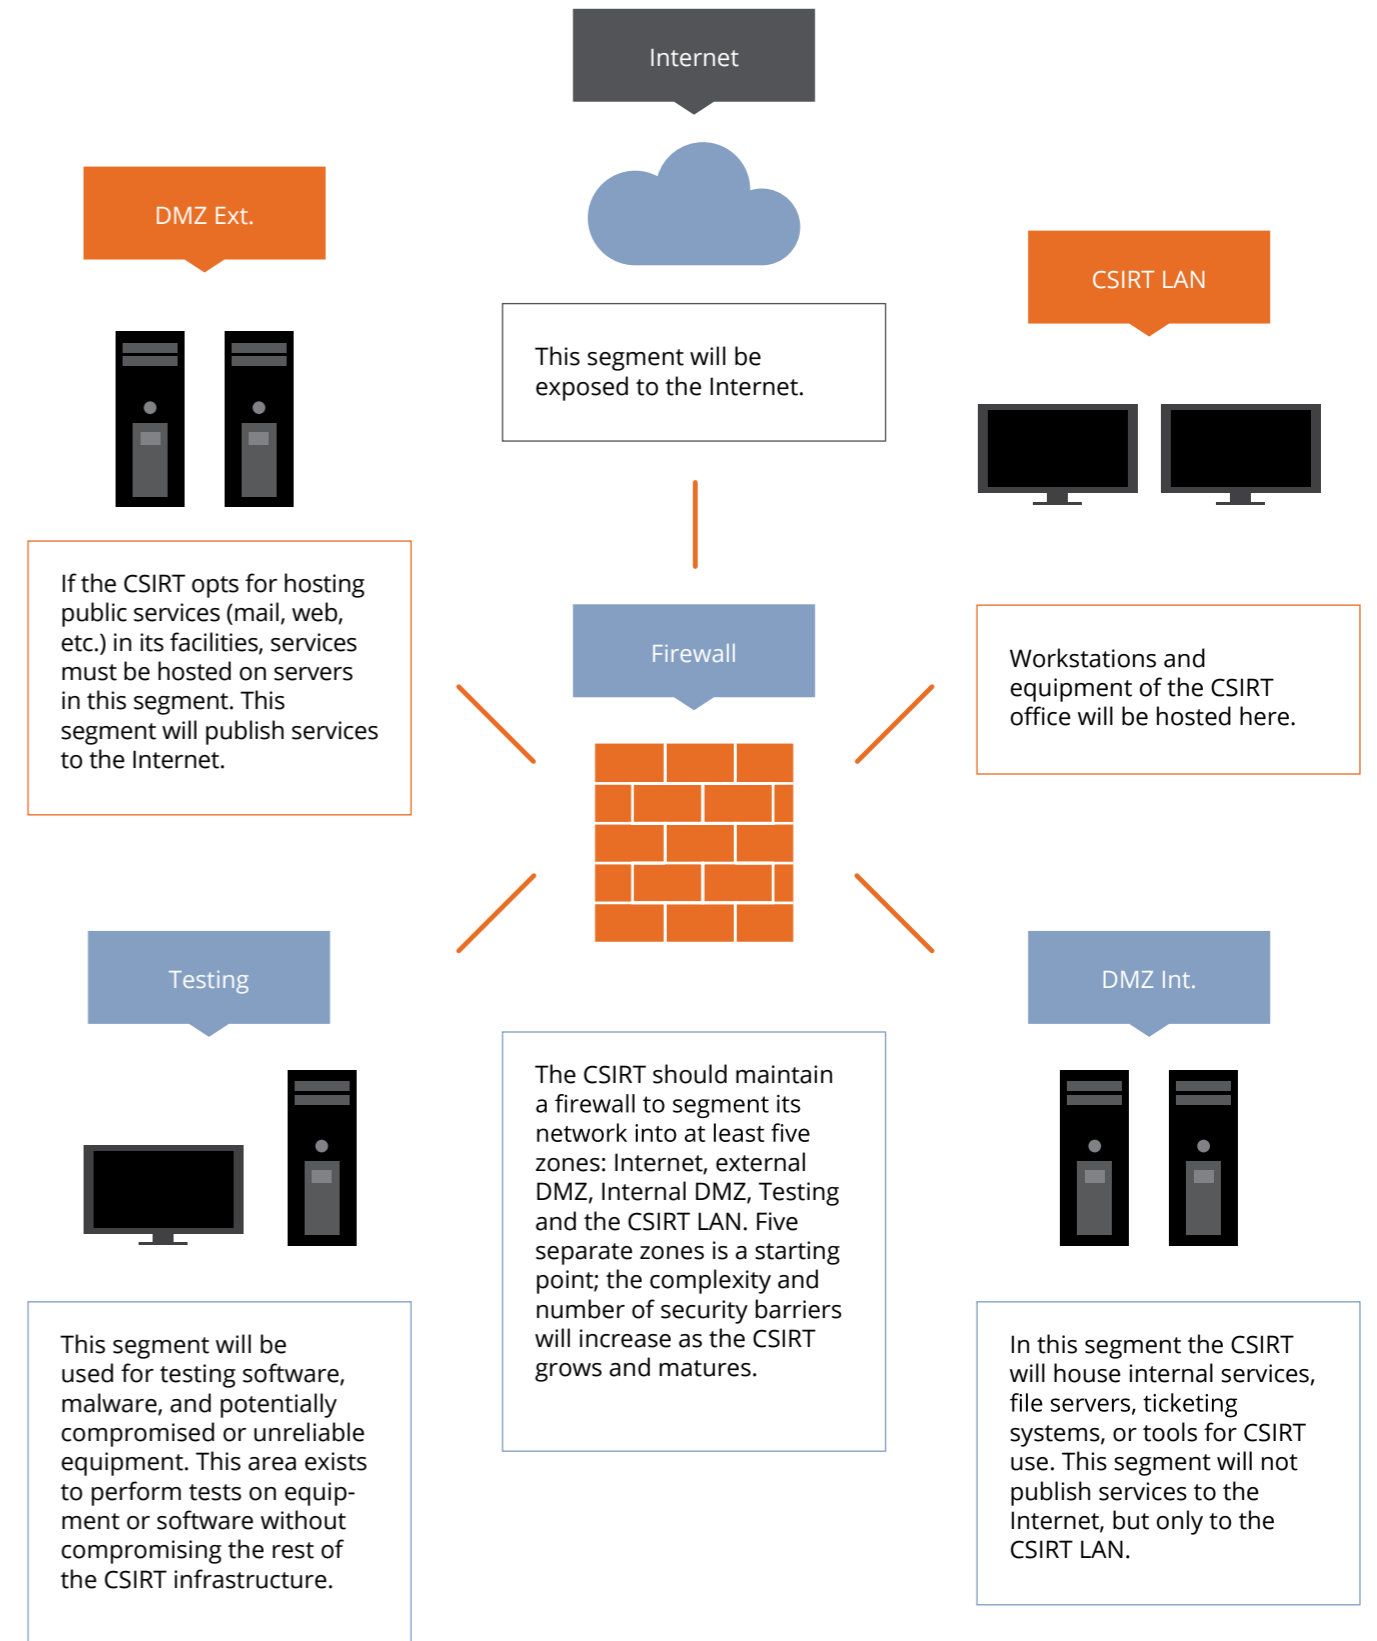 Internet
This segment will be
exposed to the Internet.
DMZ Ext.
If the CSIRT opts for hosting
public services (mail, web,
etc.) in its facilities, services
must be hosted on servers
in this segment. This
segment will publish services
to the Internet.
CSIRT LAN
Workstations and
equipment of the CSIRT
office will be hosted here.
Firewall
The CSIRT should maintain
a firewall to segment its
network into at least five
zones: Internet, external
DMZ, Internal DMZ, Testing
and the CSIRT LAN. Five
separate zones is a starting
point; the complexity and
number of security barriers
will increase as the CSIRT
grows and matures.
Testing
This segment will be
used for testing software,
malware, and potentially
compromised or unreliable
equipment. This area exists
to perform tests on equip-
ment or software without
compromising the rest of
the CSIRT infrastructure.
DMZ Int.
In this segment the CSIRT
will house internal services,
file servers, ticketing
systems, or tools for CSIRT
use. This segment will not
publish services to the
Internet, but only to the
CSIRT LAN.